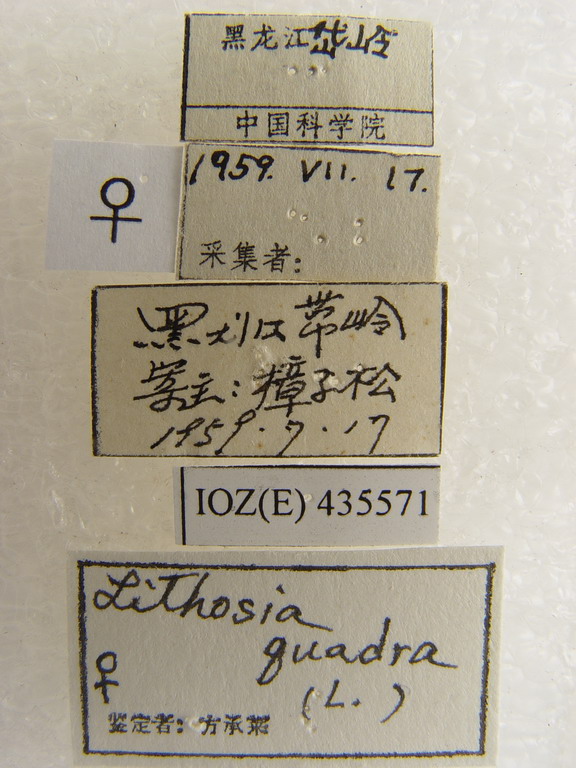 黑龙江岱岭
中国科学院
1959. VII. 17.
♀
采集者:
黑龙江带岭
寄主: 樟子松
1959.7.17
IOZ(E) 435571
Lithosia
quadra
♀ (L.)
鉴定者: 方承莱